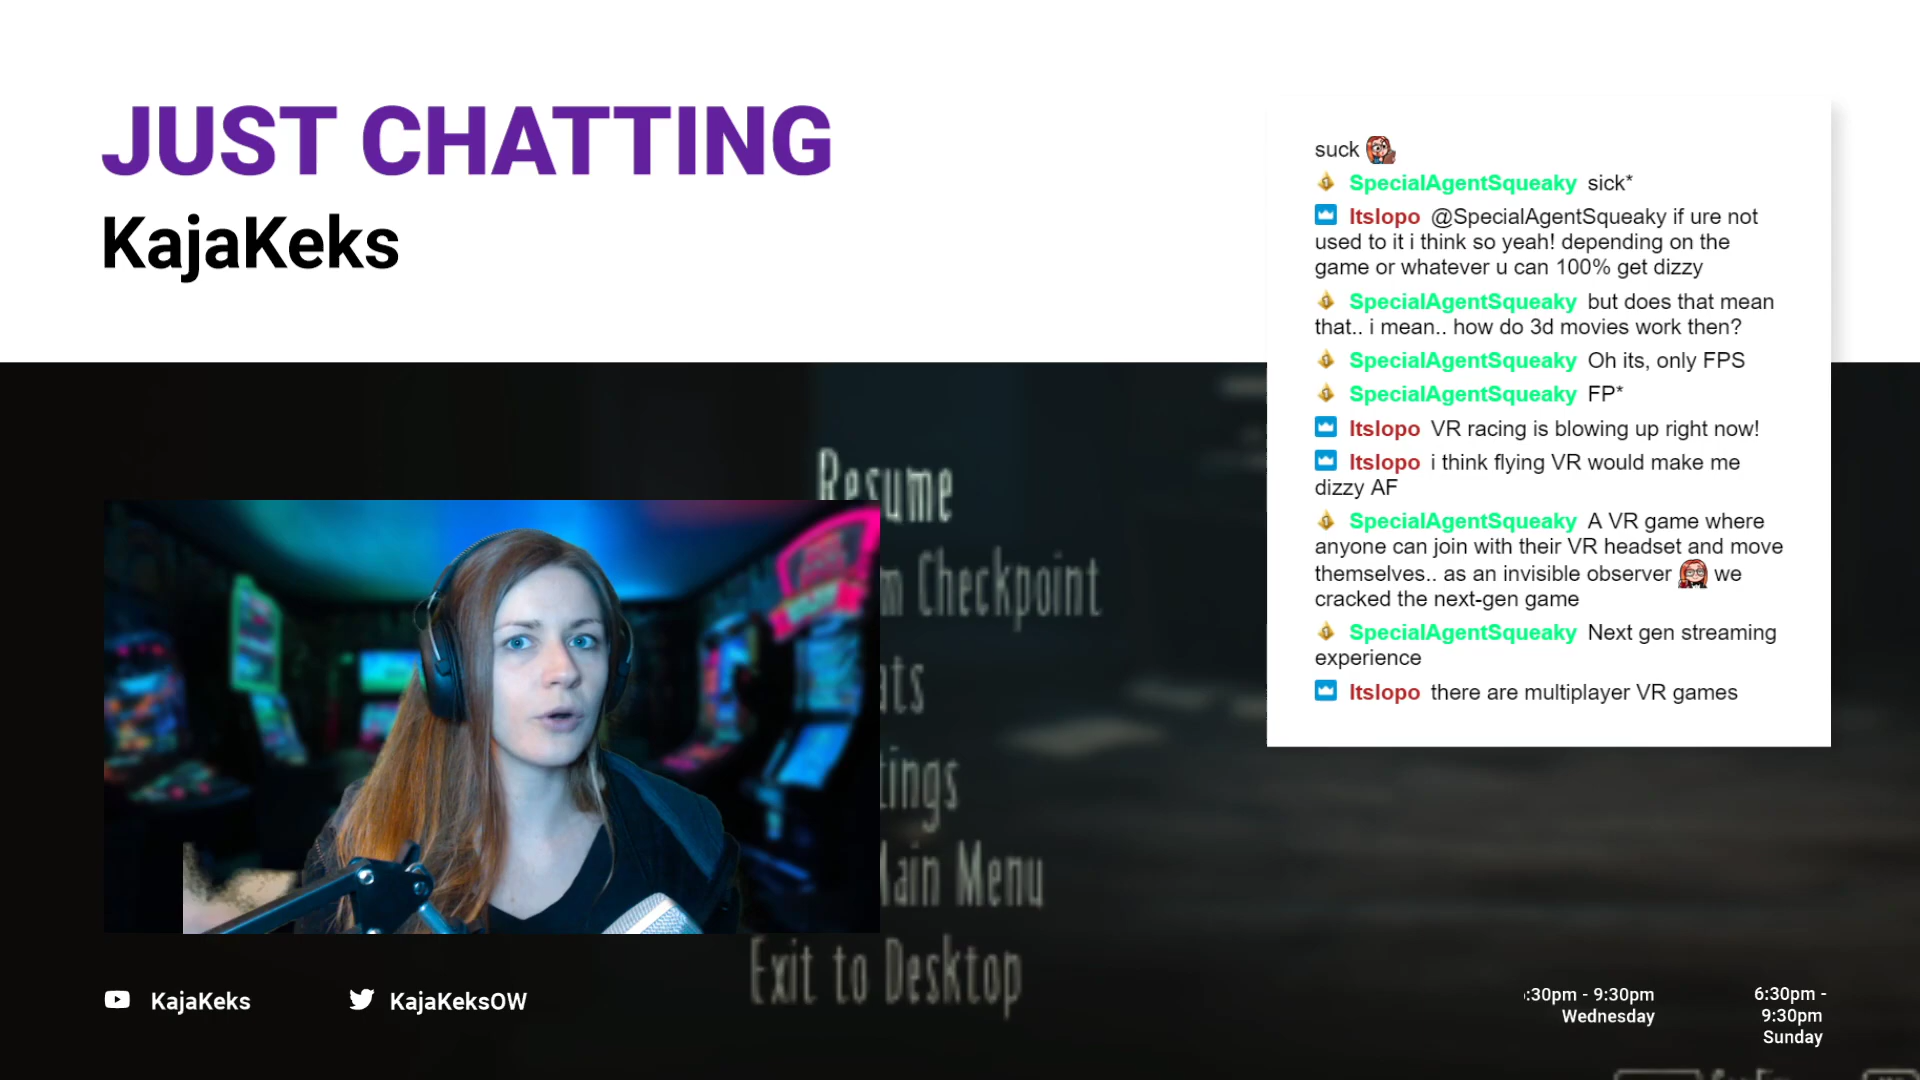 JUST CHATTING
KajaKeks
suck
SpecialAgentSqueaky sick*
Itslopo @SpecialAgentSqueaky if ure not
used to it i think so yeah! depending on the
game or whatever u can 100% get dizzy
SpecialAgentSqueaky but does that mean
that.. i mean.. how do 3d movies work then?
SpecialAgentSqueaky Oh its, only FPS
SpecialAgentSqueaky FP*
Itslopo VR racing is blowing up right now!
Itslopo i think flying VR would make me
dizzy AF
SpecialAgentSqueaky A VR game where
anyone can join with their VR headset and move
themselves.. as an invisible observer we
cracked the next-gen game
SpecialAgentSqueaky Next gen streaming
experience
Itslopo there are multiplayer VR games
Resume
Checkpoint
Main Menu
Exit to Desktop
KajaKeks
KajaKeksOW
:30pm - 9:30pm
Wednesday
6:30pm -
9:30pm
Sunday